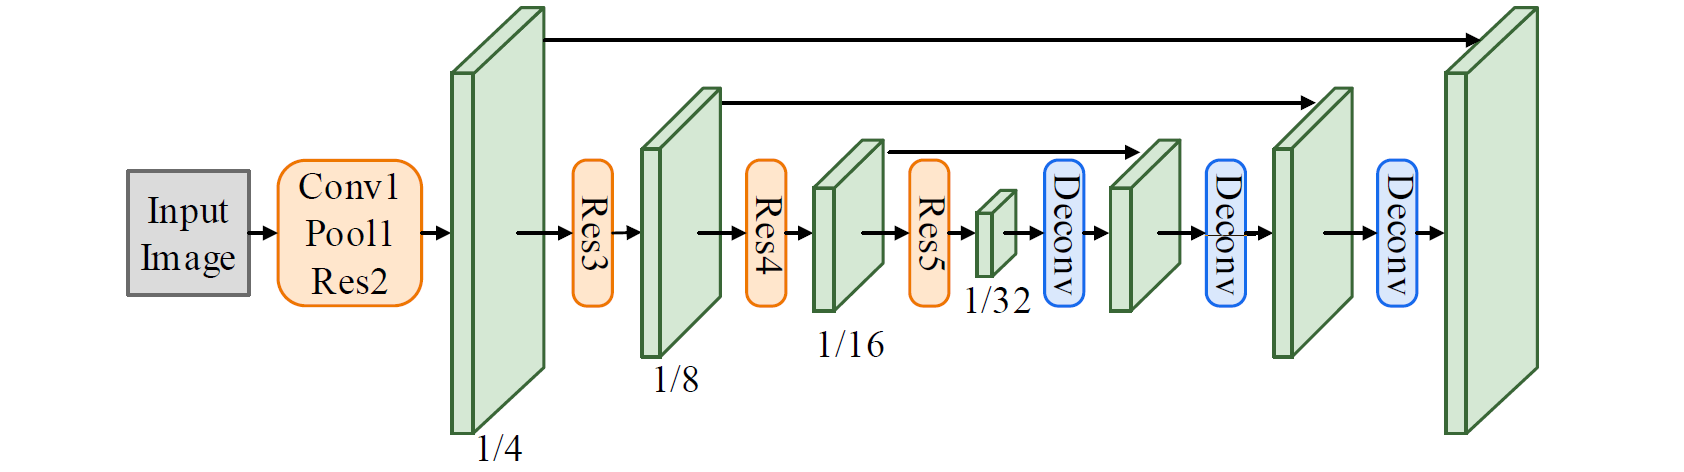 Input
Image
Conv1
Pool1
Res2
1/4
Res3
1/8
Res4
1/16
Res5
1/32
Deconv
Deconv
Deconv